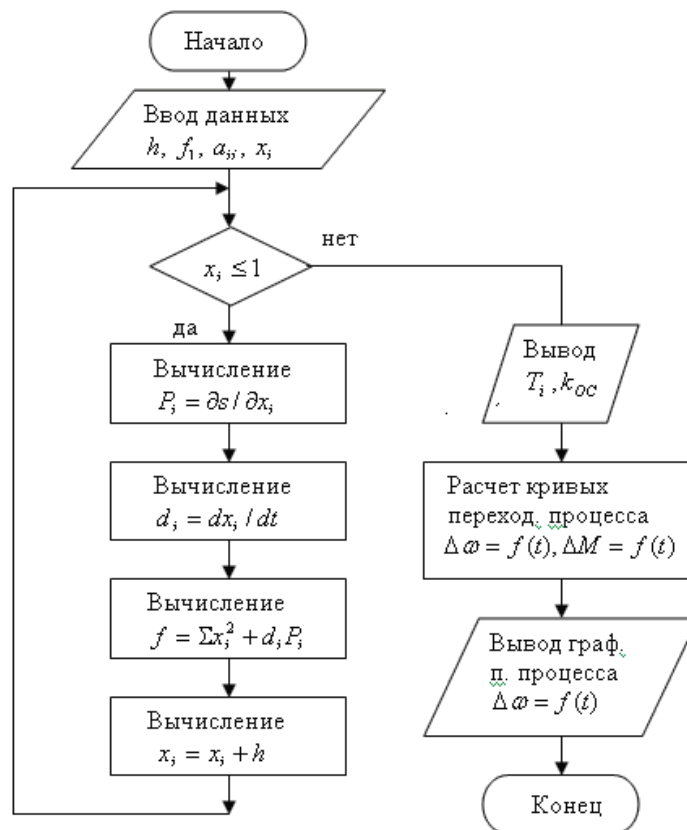 Начало
Ввод данных
h, f₁, aᵢⱼ, xᵢ
xᵢ ≤ 1
нет
да
Вычисление
Pᵢ = ∂s / ∂xᵢ
Вычисление
dᵢ = dxᵢ / dt
Вычисление
f = Σxᵢ² + dᵢPᵢ
Вычисление
xᵢ = xᵢ + h
Вывод
Tᵢ , k_OC
Расчет кривых
переход. процесса
Δω = f(t), ΔM = f(t)
Вывод граф.
п. процесса
Δω = f(t)
Конец